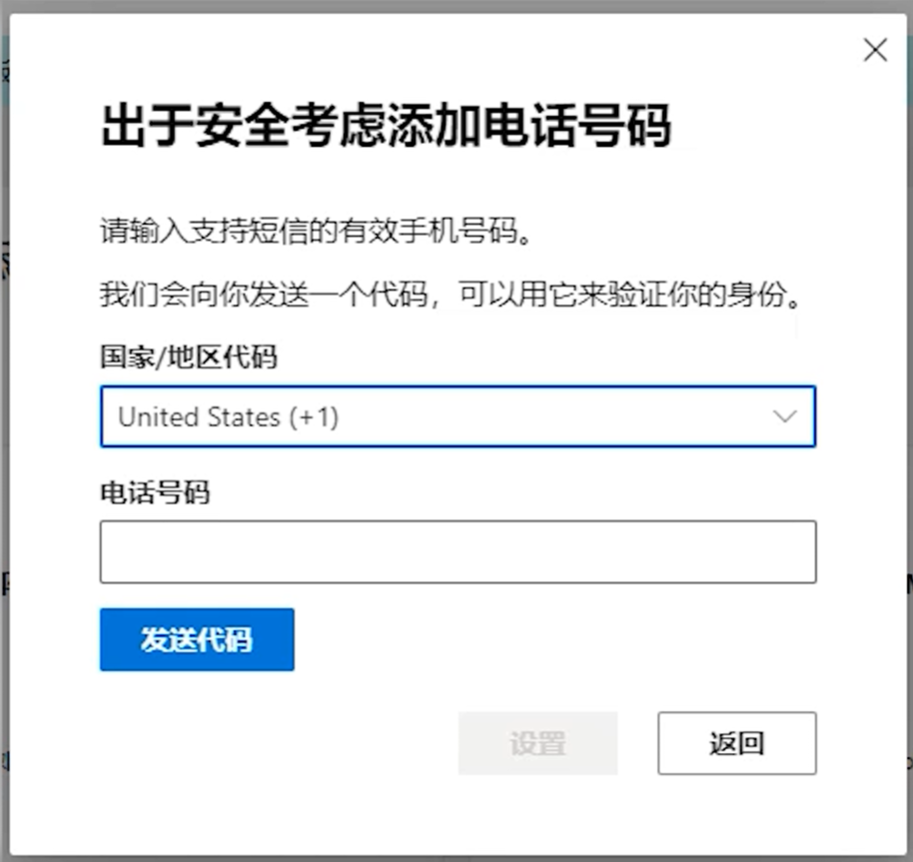 出于安全考虑添加电话号码
请输入支持短信的有效手机号码。
我们会向你发送一个代码，可以用它来验证你的身份。
国家/地区代码
United States (+1)
电话号码
发送代码
设置
返回